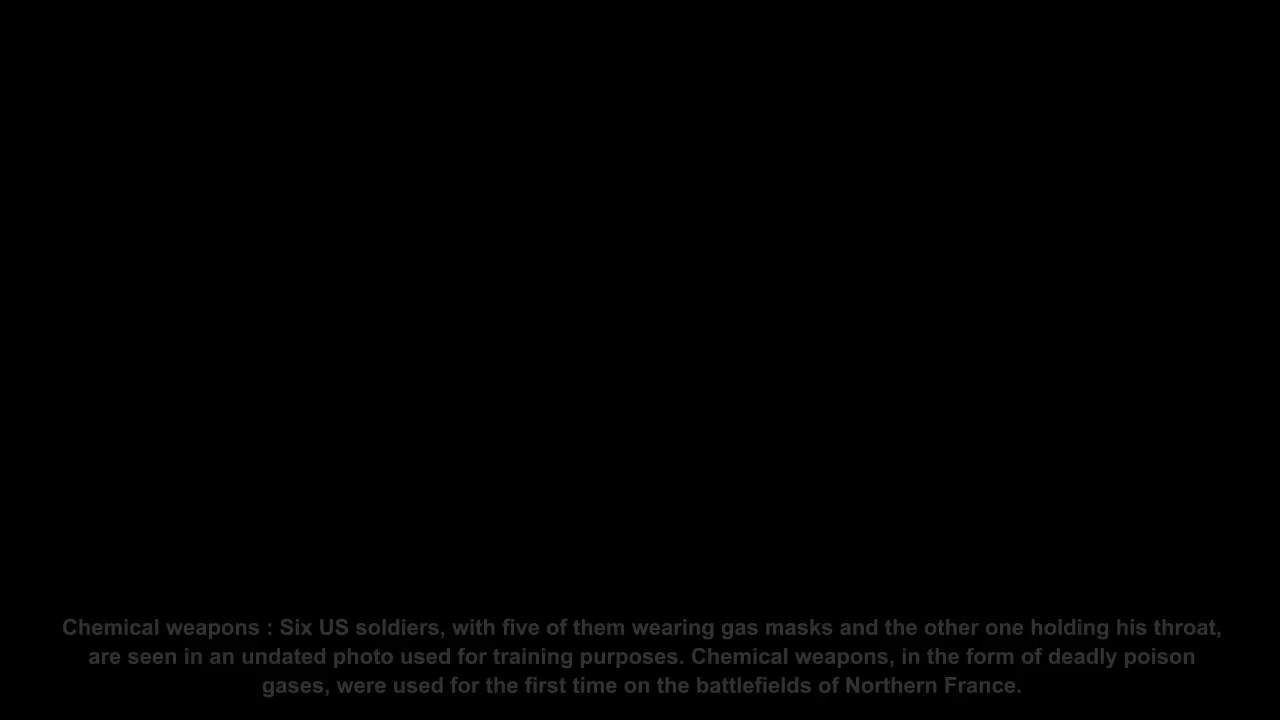 Chemical weapons : Six US soldiers, with five of them wearing gas masks and the other one holding his throat,
are seen in an undated photo used for training purposes. Chemical weapons, in the form of deadly poison
gases, were used for the first time on the battlefields of Northern France.